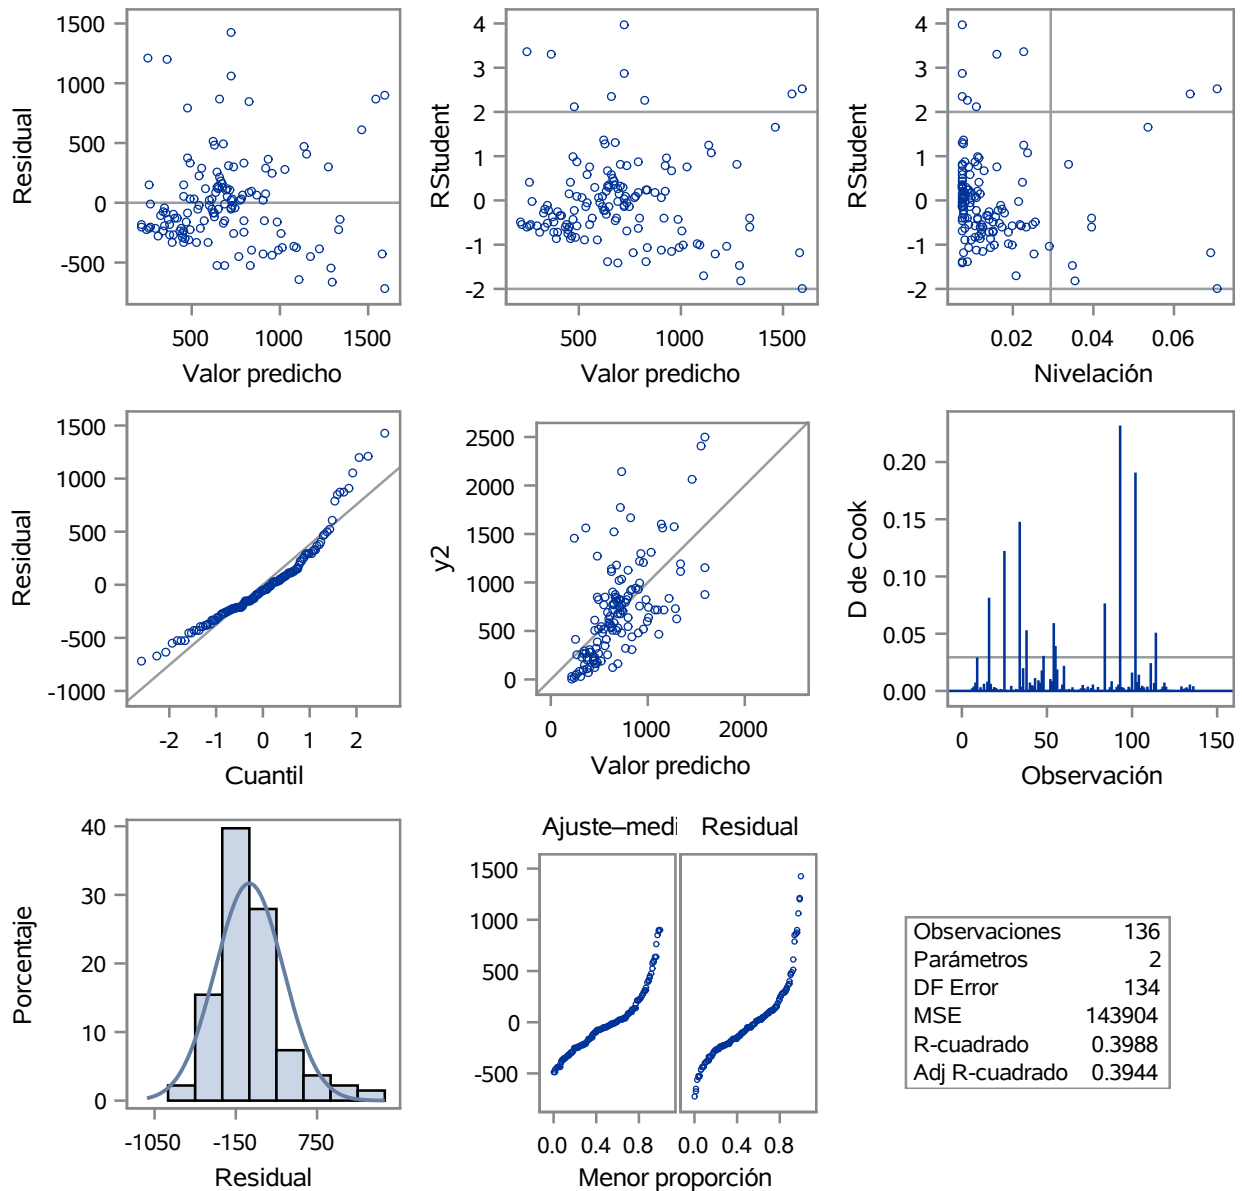 1500
1000
500
0
-500
Residual
500 1000 1500
Valor predicho
4
3
2
1
0
-1
-2
RStudent
500 1000 1500
Valor predicho
4
3
2
1
0
-1
-2
RStudent
0.02 0.04 0.06
Nivelación
1500
1000
500
0
-500
-1000
Residual
-2 -1 0 1 2
Cuantil
2500
2000
1500
1000
500
0
y2
0 1000 2000
Valor predicho
0.20
0.15
0.10
0.05
0.00
D de Cook
0 50 100 150
Observación
40
30
20
10
0
Porcentaje
-1050 -150 750
Residual
Ajuste–medi Residual
1500
1000
500
0
-500
0.0 0.4 0.8 0.0 0.4 0.8
Menor proporción
Observaciones 136
Parámetros 2
DF Error 134
MSE 143904
R-cuadrado 0.3988
Adj R-cuadrado 0.3944